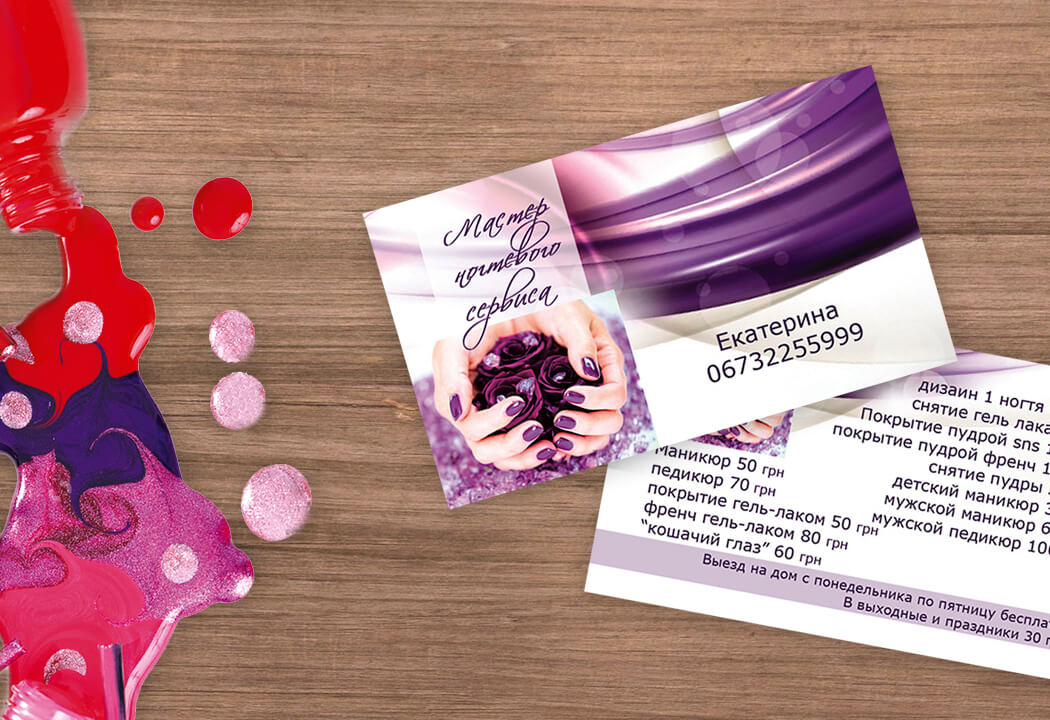 Мастер
ногтевого
сервиса
Екатерина
06732255999
Маникюр 50 грн
педикюр 70 грн
покрытие гель-лаком 50 грн
френч гель-лаком 80 грн
“кошачий глаз” 60 грн
дизаин 1 ногтя
снятие гель лака
Покрытие пудрой sns
покрытие пудрой френч
снятие пудры
детский маникюр
мужской маникюр
мужской педикюр
Выезд на дом с понедельника по пятницу
В выходные и праздники 30